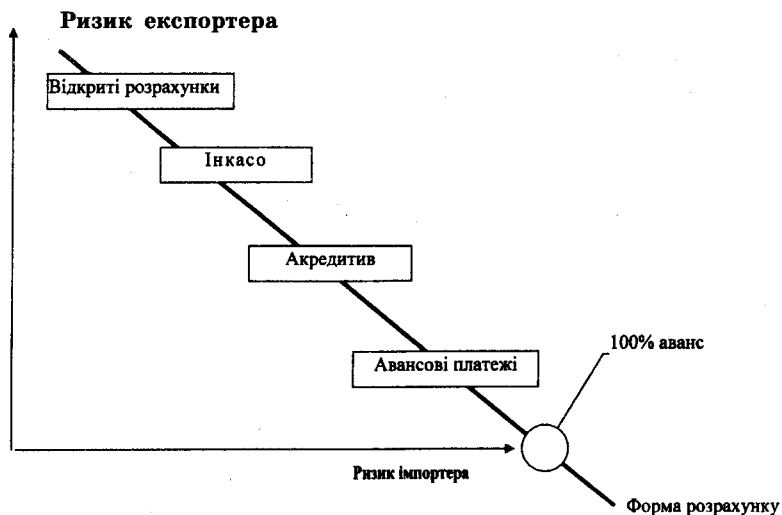 Ризик експортера
Відкриті розрахунки
Інкасо
Акредитив
100% аванс
Авансові платежі
Ризик імпортера
Форма розрахунку